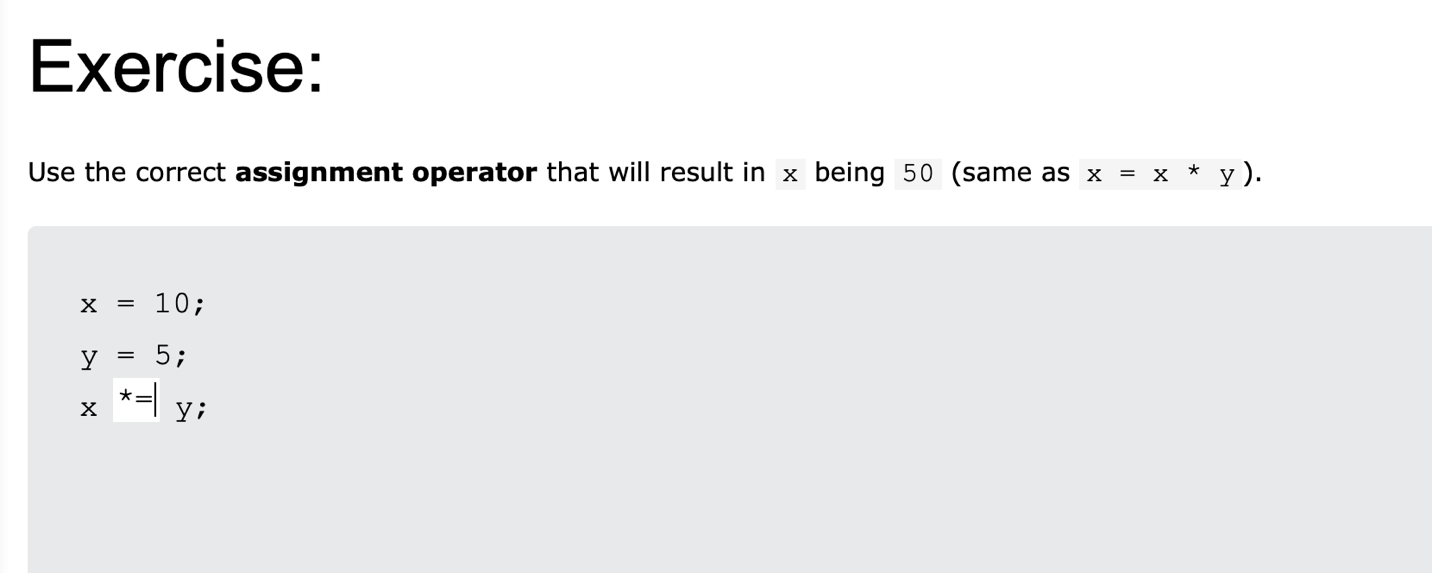 Exercise:
Use the correct assignment operator that will result in x being 50 (same as x = x * y).
x = 10;
y = 5;
x *= y;